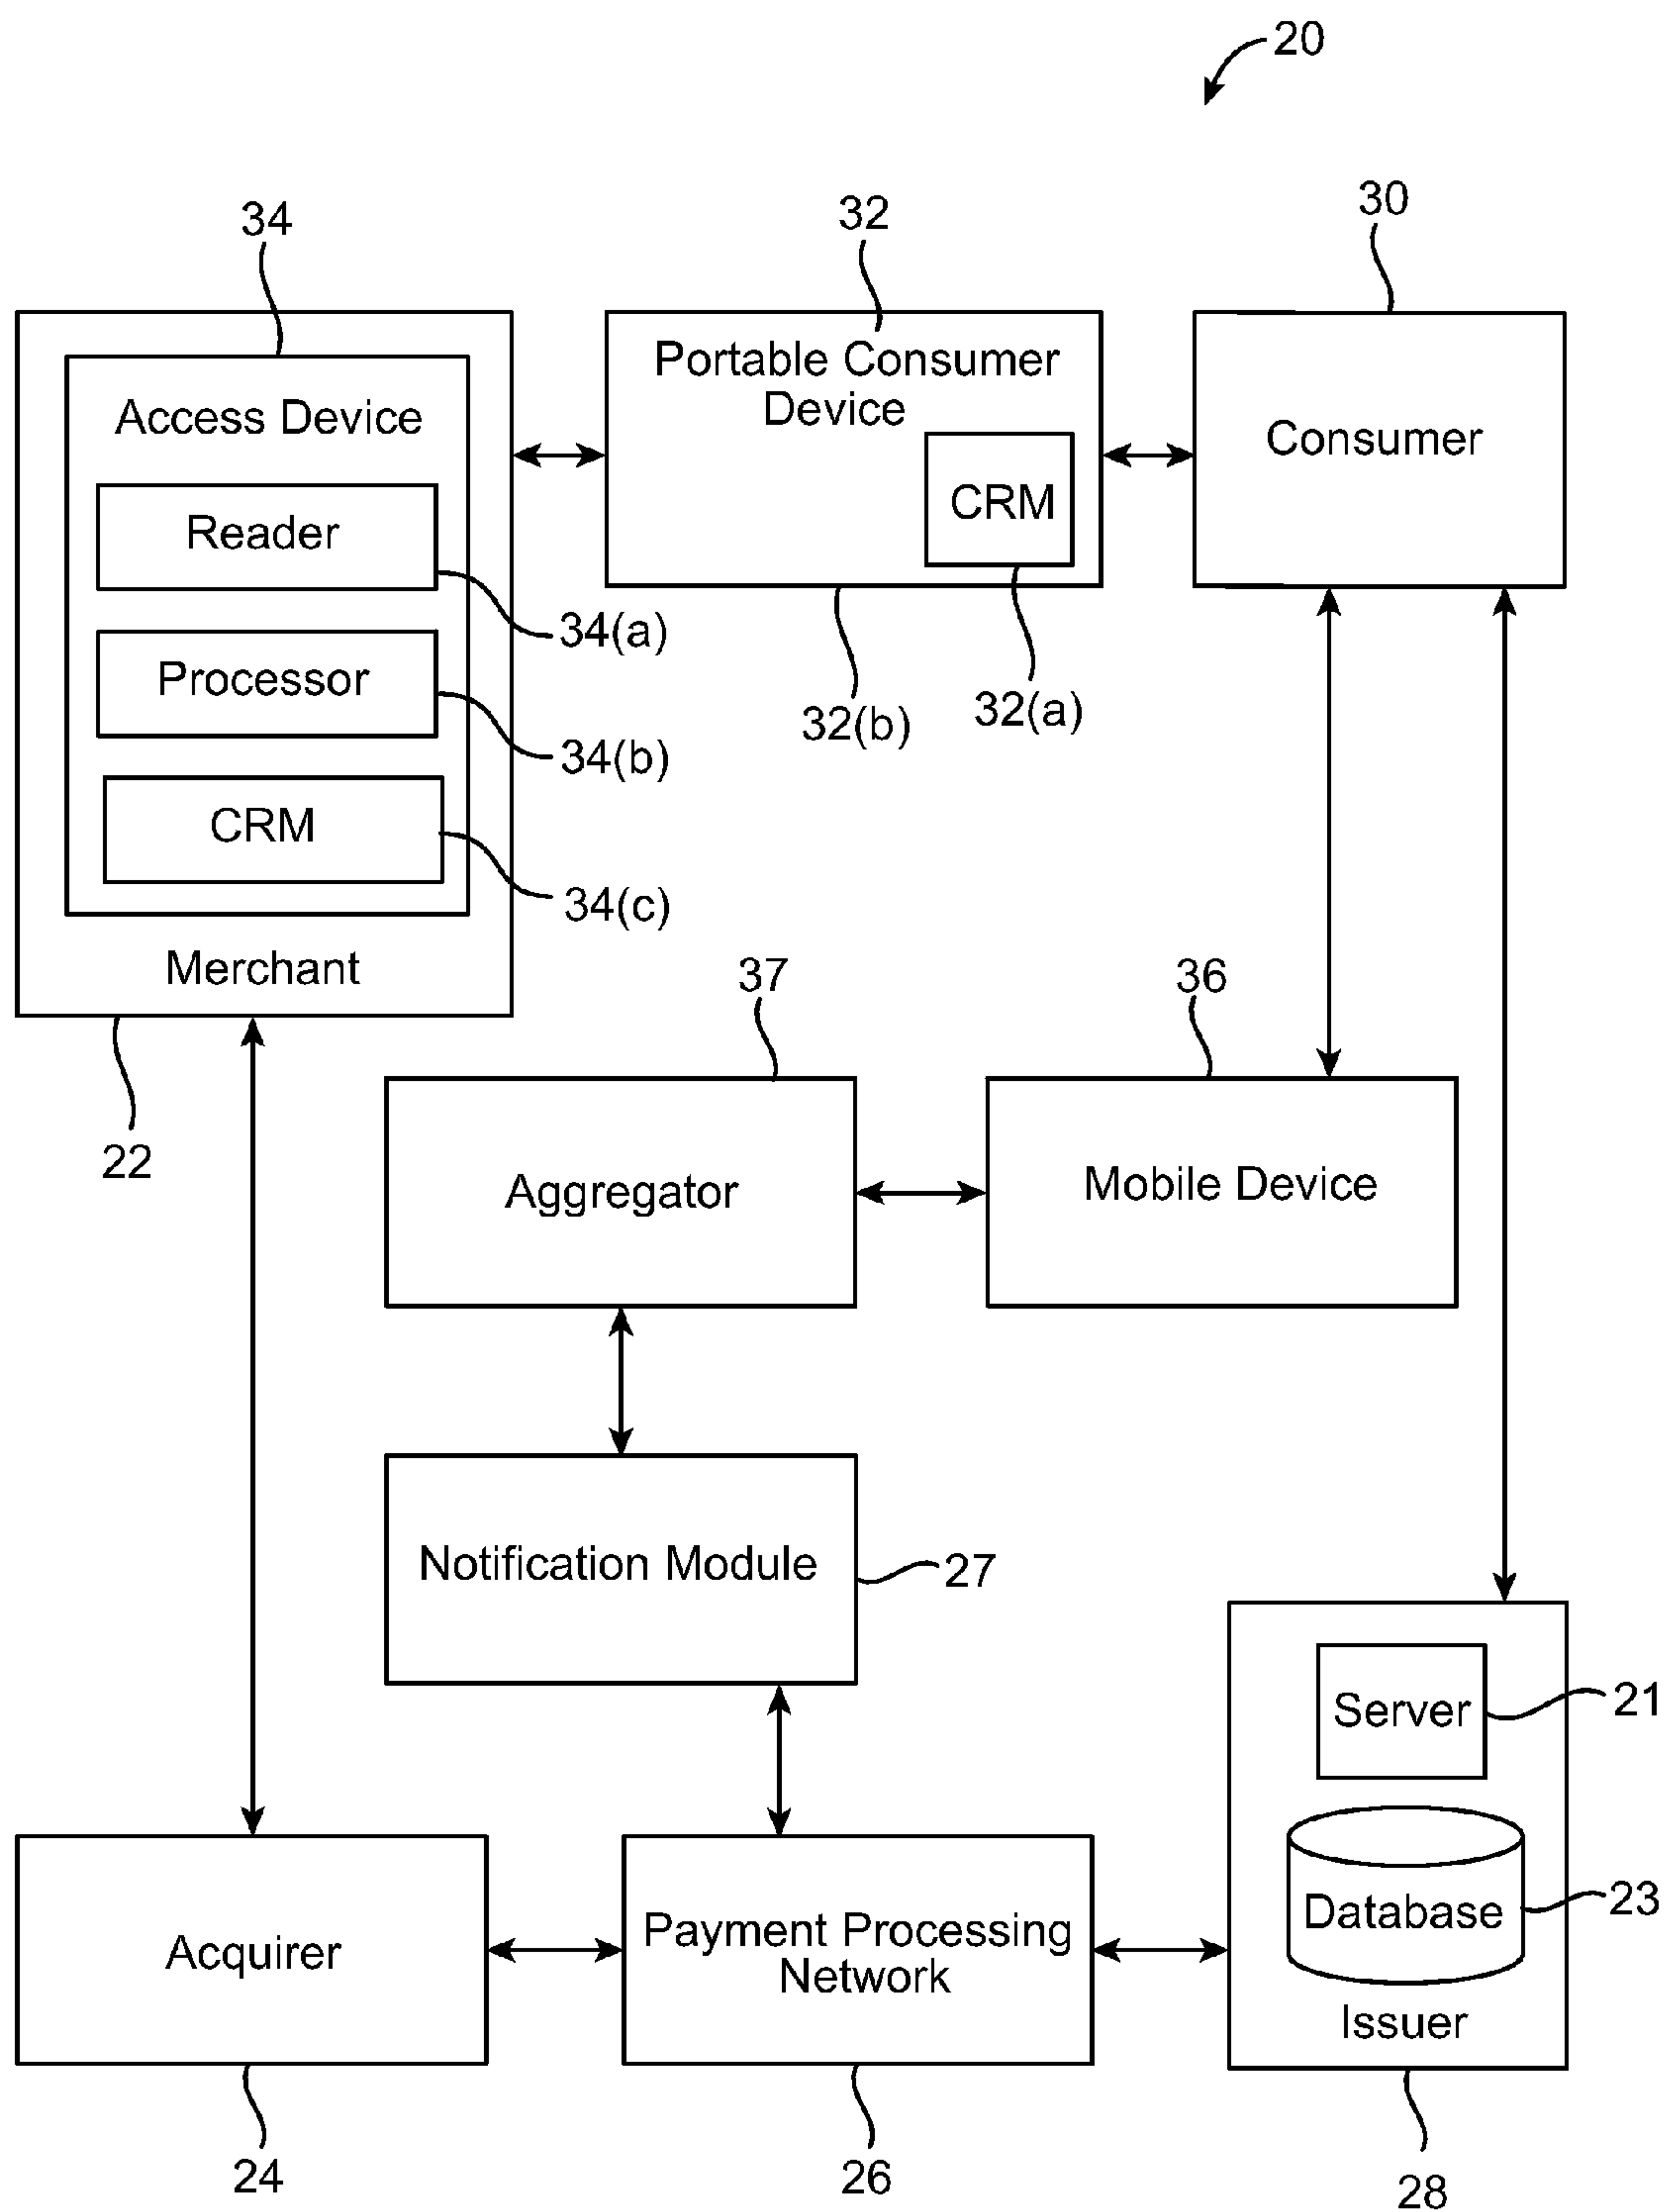 20
34
32
30
Access Device
Reader
34(a)
Processor
34(b)
CRM
34(c)
Merchant
22
Portable Consumer
Device
CRM
32(b)
32(a)
Consumer
37
36
Aggregator
Mobile Device
Notification Module
27
Server
21
Database
23
Issuer
Acquirer
Payment Processing
Network
24
26
28